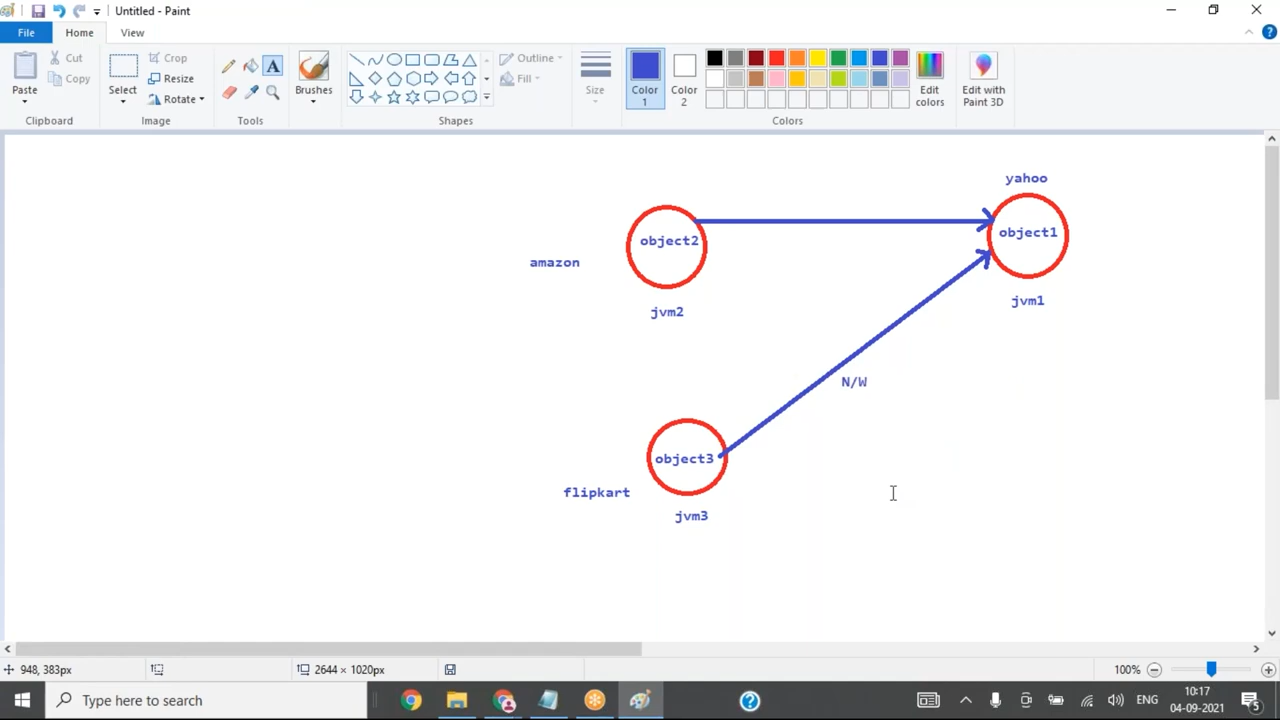 Untitled - Paint
File
Home
View
Paste
Cut
Copy
Clipboard
Select
Crop
Resize
Rotate
Image
A
Tools
Brushes
Outline
Fill
Shapes
Size
Color 1
Color 2
Edit colors
Colors
Edit with Paint 3D
yahoo
object1
jvm1
object2
amazon
jvm2
N/W
object3
flipkart
jvm3
948, 383px
2644 × 1020px
100%
Type here to search
ENG
10:17
04-09-2021
5